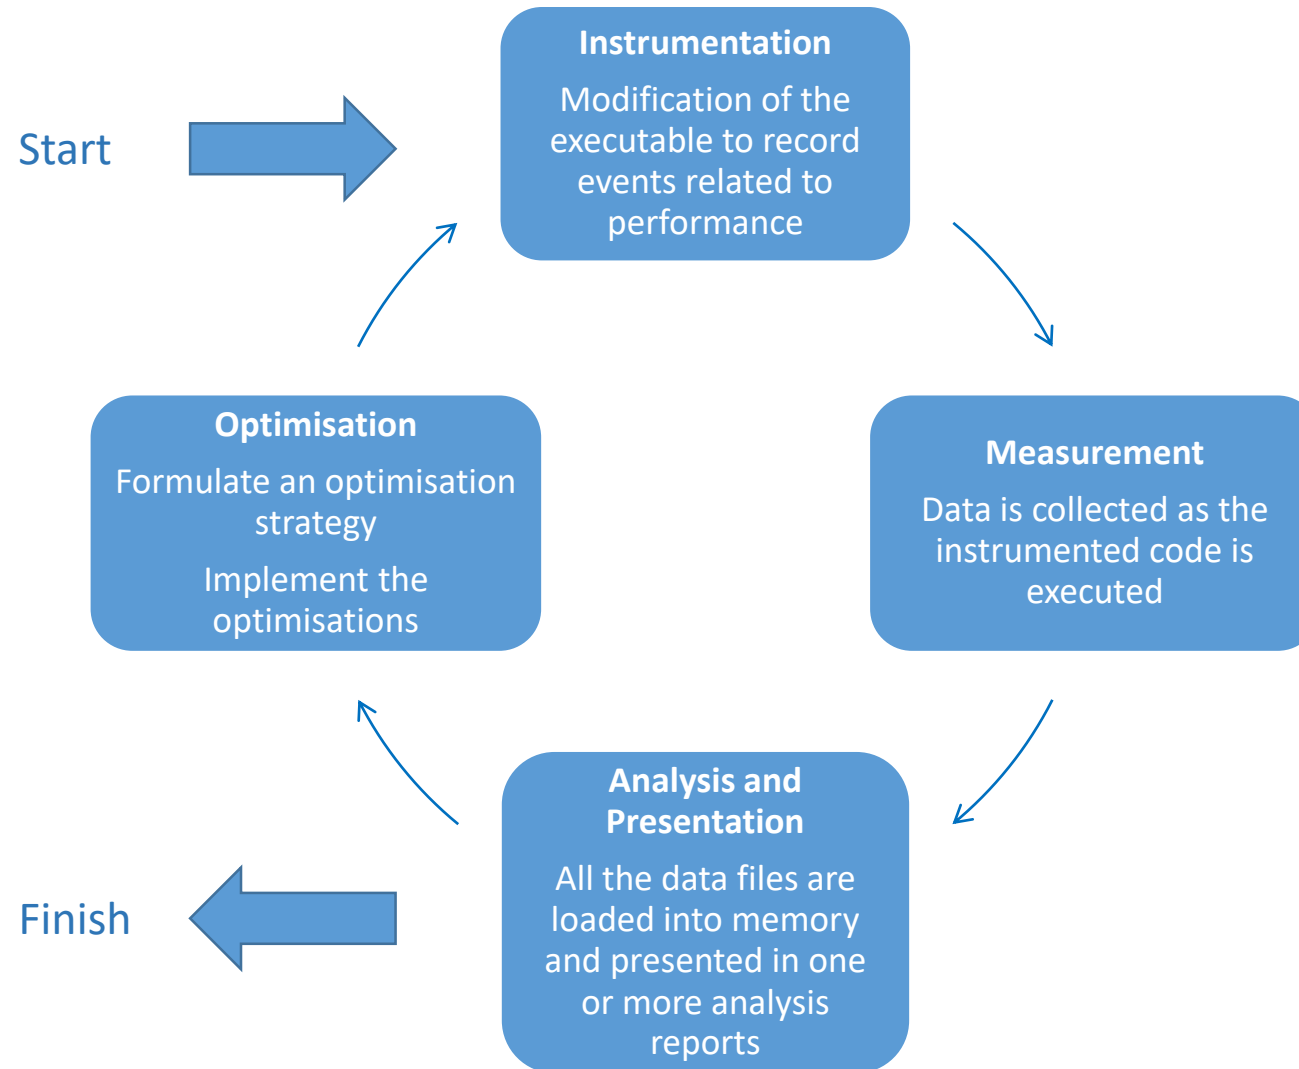 Instrumentation
Modification of the
executable to record
events related to
performance
Start
Optimisation
Formulate an optimisation
strategy
Implement the
optimisations
Measurement
Data is collected as the
instrumented code is
executed
Analysis and
Presentation
All the data files are
loaded into memory
and presented in one
or more analysis
reports
Finish